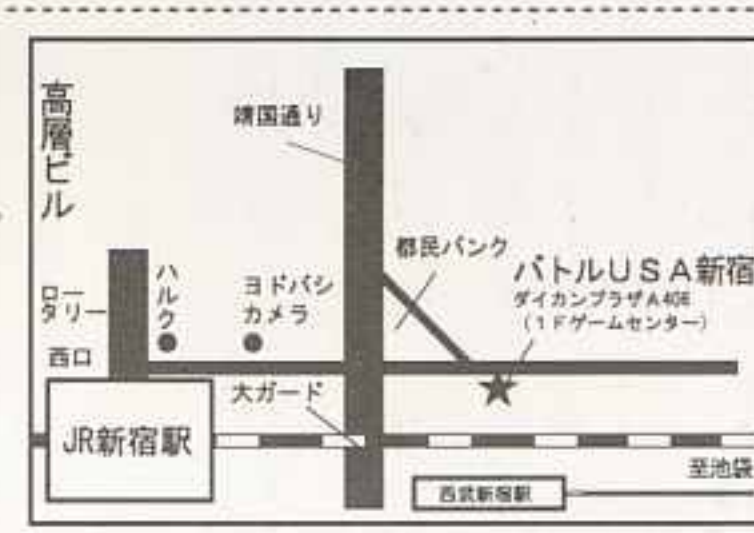 高層ビル
靖国通り
都民バンク
バトルUSA新宿
ダイカンプラザA406
(1Fゲームセンター)
ハルク
ヨドバシ
カメラ
ロー
タリー
西口
大ガード
JR新宿駅
至池袋
西武新宿駅